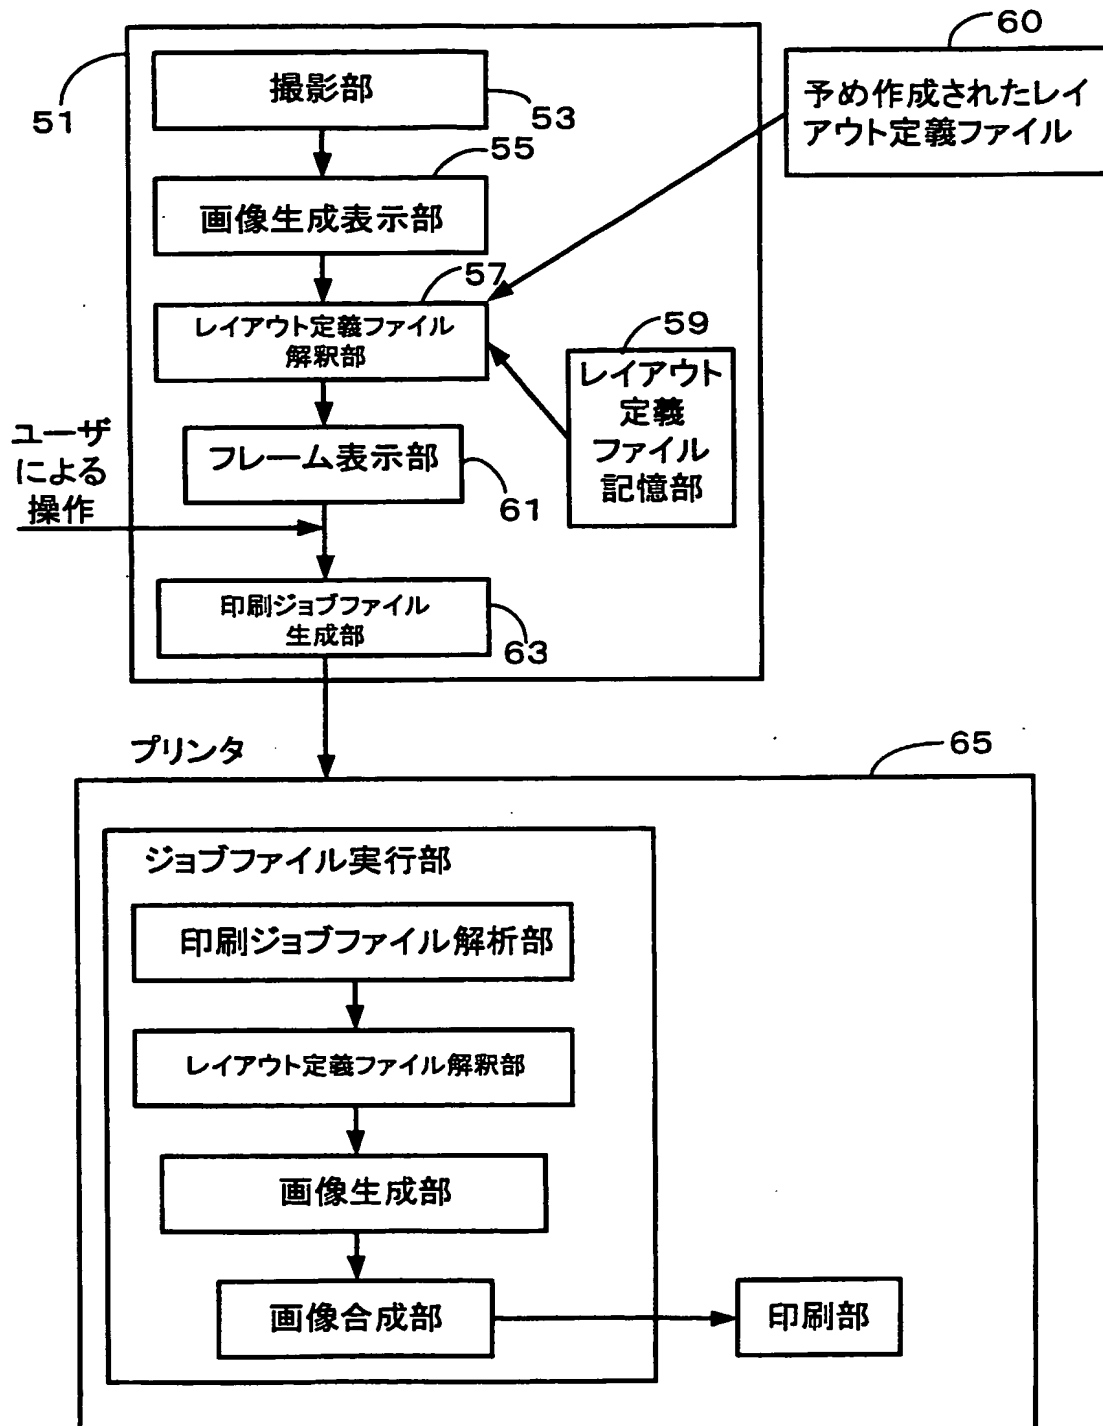 60
51
撮影部
53
予め作成されたレイ
アウト定義ファイル
55
画像生成表示部
57
レイアウト定義ファイル
解釈部
59
レイアウト
定義
ファイル
記憶部
ユーザ
による
操作
フレーム表示部
61
印刷ジョブファイル
生成部
63
プリンタ
65
ジョブファイル実行部
印刷ジョブファイル解析部
レイアウト定義ファイル解釈部
画像生成部
画像合成部
印刷部